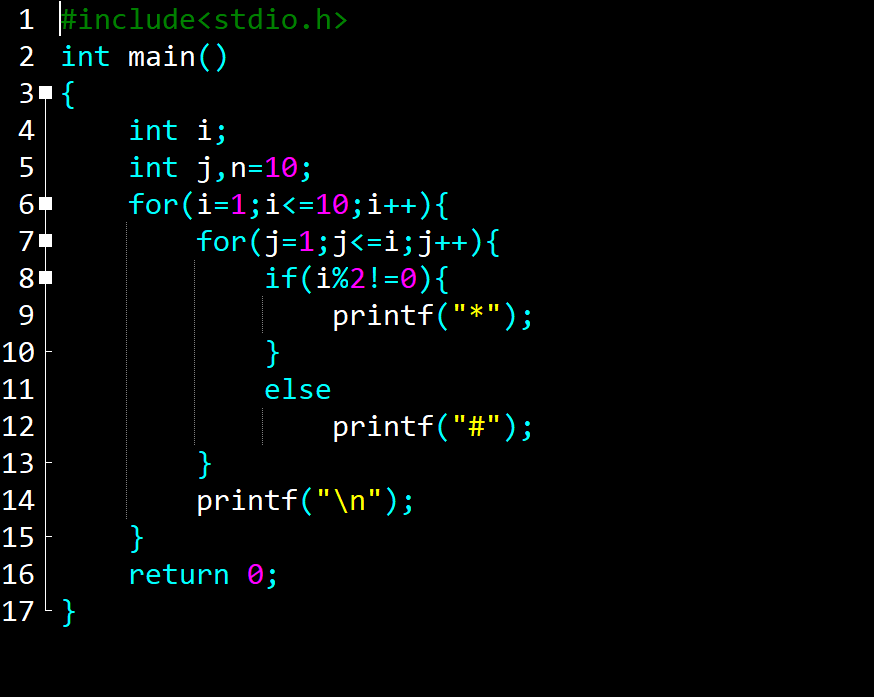 1 #include<stdio.h>
2 int main()
3 {
4     int i;
5     int j,n=10;
6     for(i=1;i<=10;i++){
7         for(j=1;j<=i;j++){
8             if(i%2!=0){
9                 printf("*");
10             }
11             else
12                 printf("#");
13         }
14         printf("\n");
15     }
16     return 0;
17 }